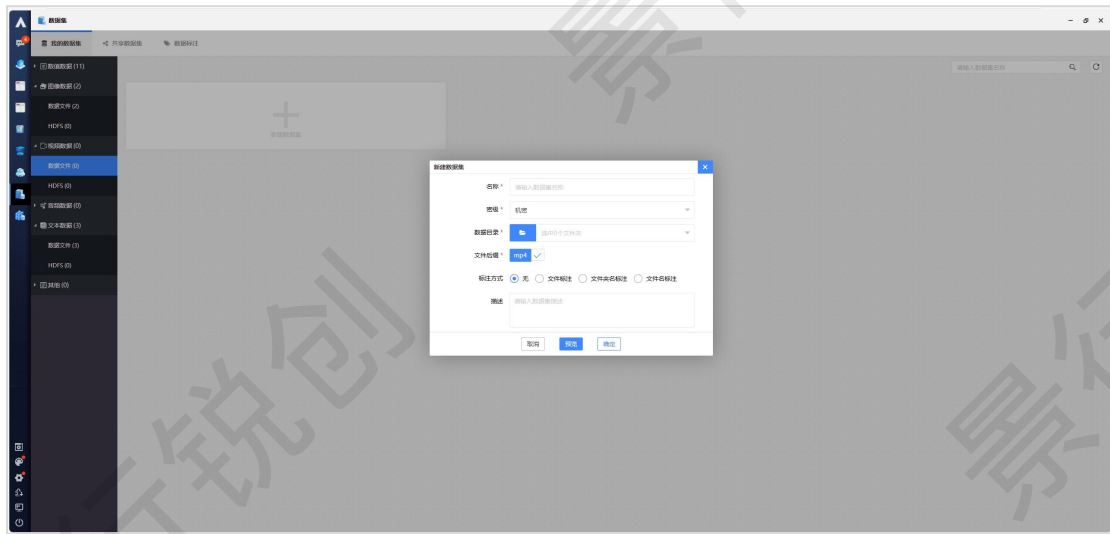 数据集
我的数据集
共享数据集
数据标注
数值数据 (11)
图像数据 (2)
数据文件 (2)
HDFS (0)
视频数据 (0)
数据文件 (0)
HDFS (0)
音频数据 (0)
文本数据 (3)
数据文件 (3)
HDFS (0)
其他 (0)
请输入数据集名称
新建数据集
新建数据集
名称 *
请输入数据集名称
密级 *
机密
数据目录 *
选中0个文件夹
文件后缀 *
mp4
标注方式
无
文件标注
文件夹名标注
文件名标注
描述
请输入数据集描述
取消
预览
确定
行锐创
景行